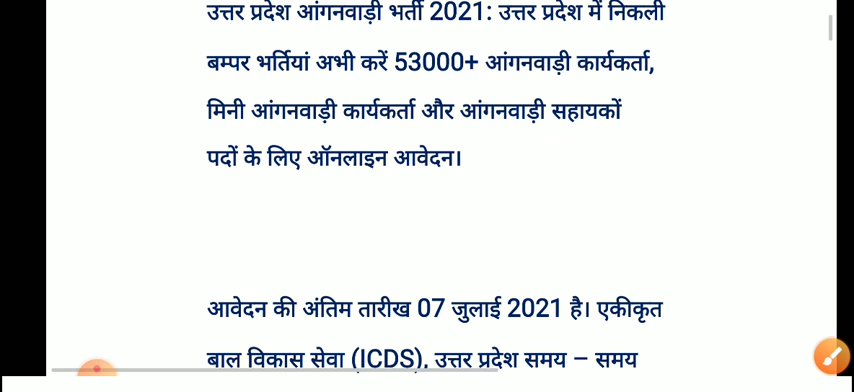 उत्तर प्रदेश आंगनवाड़ी भर्ती 2021: उत्तर प्रदेश में निकली
बम्पर भर्तियां अभी करें 53000+ आंगनवाड़ी कार्यकर्ता,
मिनी आंगनवाड़ी कार्यकर्ता और आंगनवाड़ी सहायकों
पदों के लिए ऑनलाइन आवेदन।
आवेदन की अंतिम तारीख 07 जुलाई 2021 है। एकीकृत
बाल विकास सेवा (ICDS), उत्तर प्रदेश समय – समय